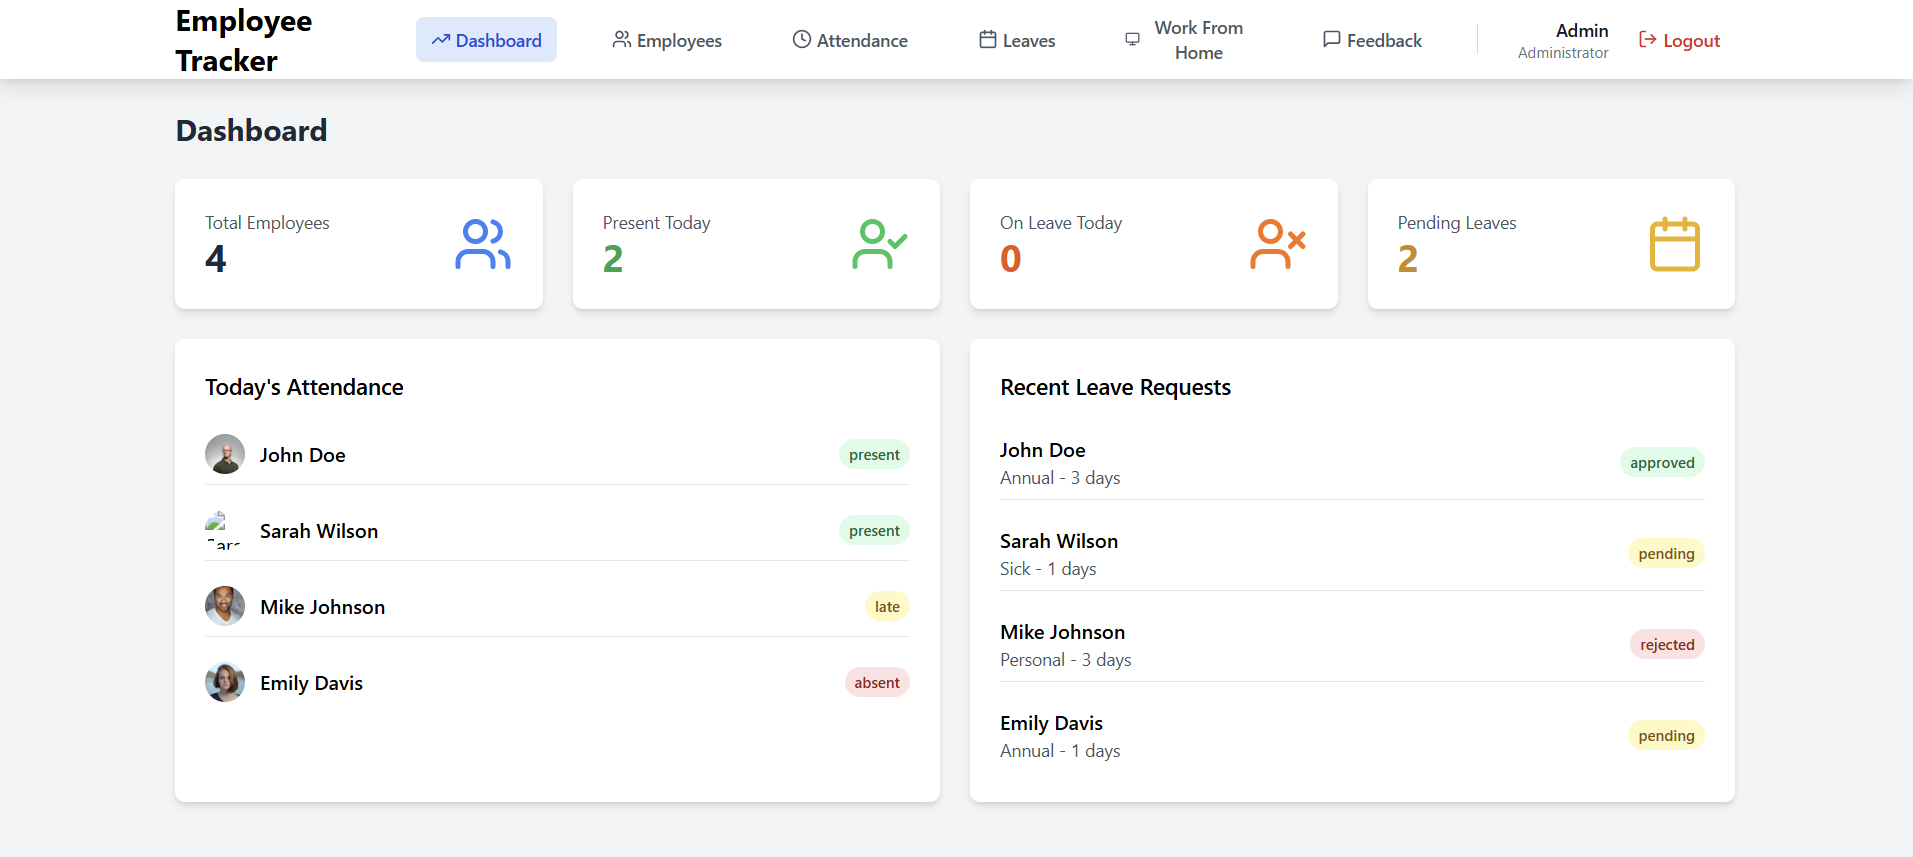 Employee
Tracker
Dashboard
Employees
Attendance
Leaves
Work From
Home
Feedback
Admin
Administrator
Logout
Dashboard
Total Employees
4
Present Today
2
On Leave Today
0
Pending Leaves
2
Today's Attendance
John Doe
present
Sarah Wilson
present
Mike Johnson
late
Emily Davis
absent
Recent Leave Requests
John Doe
Annual - 3 days
approved
Sarah Wilson
Sick - 1 days
pending
Mike Johnson
Personal - 3 days
rejected
Emily Davis
Annual - 1 days
pending